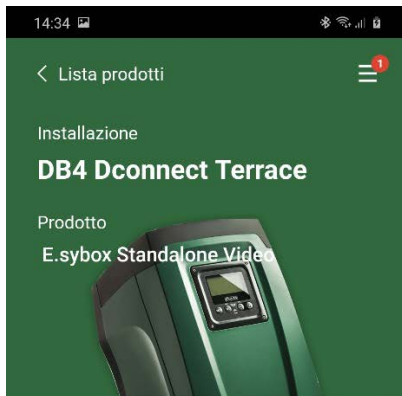 14:34
Lista prodotti
1
Installazione
DB4 Dconnect Terrace
Prodotto
E.sybox Standalone Video